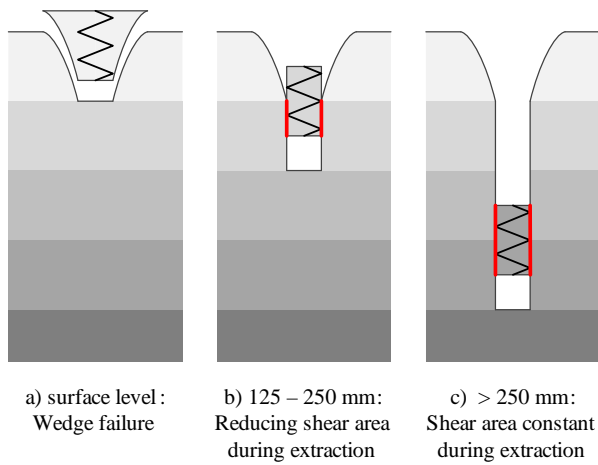 a) surface level :
Wedge failure
b) 125 – 250 mm:
Reducing shear area
during extraction
c) > 250 mm:
Shear area constant
during extraction